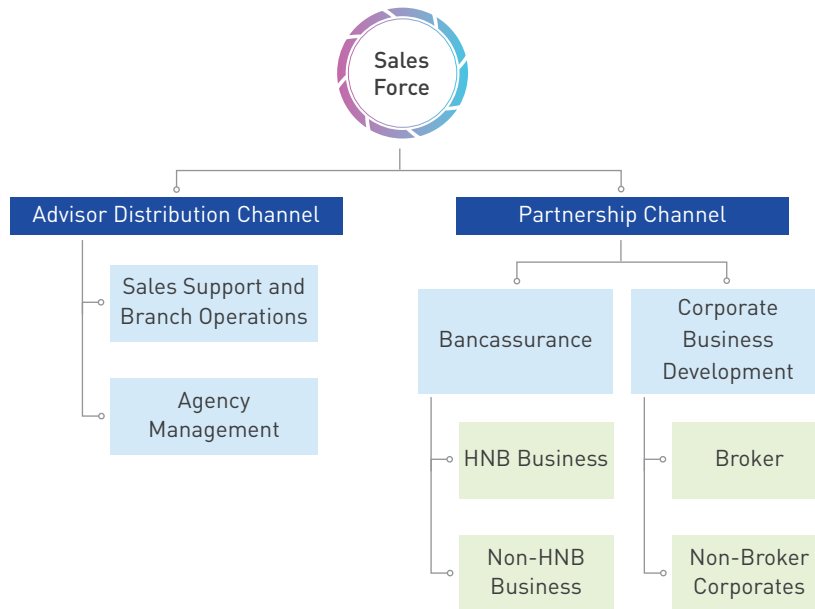 Sales
Force
Advisor Distribution Channel
Partnership Channel
Sales Support and
Branch Operations
Agency
Management
Bancassurance
Corporate
Business
Development
HNB Business
Broker
Non-HNB
Business
Non-Broker
Corporates